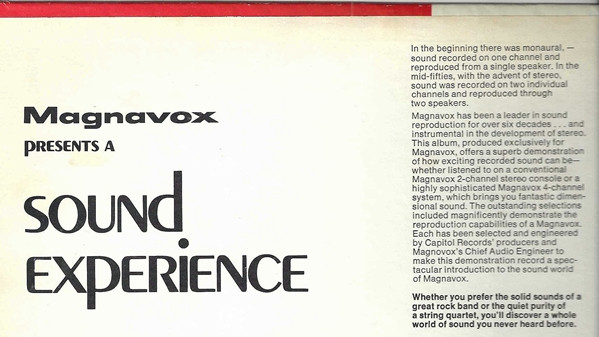 Magnavox
PRESENTS A
SOUND
EXPERIENCE
In the beginning there was monaural, —
sound recorded on one channel and
reproduced from a single speaker. In the
mid-fifties, with the advent of stereo,
sound was recorded on two individual
channels and reproduced through
two speakers.
Magnavox has been a leader in sound
reproduction for over six decades . . . and
instrumental in the development of stereo.
This album, produced exclusively for
Magnavox, offers a superb demonstration
of how exciting recorded sound can be—
whether listened to on a conventional
Magnavox 2-channel stereo console or a
highly sophisticated Magnavox 4-channel
system, which brings you fantastic dimen-
sional sound. The outstanding selections
included magnificently demonstrate the
reproduction capabilities of a Magnavox.
Each has been selected and engineered
by Capitol Records' producers and
Magnavox's Chief Audio Engineer to
make this demonstration record a spec-
tacular introduction to the sound world
of Magnavox.
Whether you prefer the solid sounds of a
great rock band or the quiet purity of
a string quartet, you'll discover a whole
world of sound you never heard before.